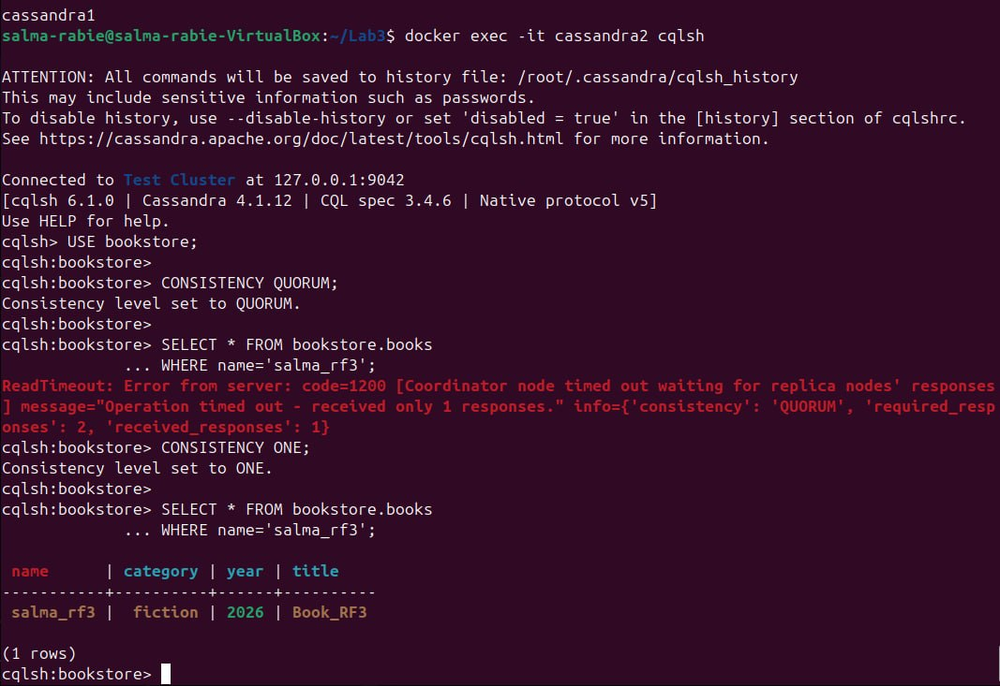 cassandra1
salma-rabie@salma-rabie-VirtualBox:~/Lab3$ docker exec -it cassandra2 cqlsh
ATTENTION: All commands will be saved to history file: /root/.cassandra/cqlsh_history
This may include sensitive information such as passwords.
To disable history, use --disable-history or set 'disabled = true' in the [history] section of cqlshrc.
See https://cassandra.apache.org/doc/latest/tools/cqlsh.html for more information.
Connected to Test Cluster at 127.0.0.1:9042
[cqlsh 6.1.0 | Cassandra 4.1.12 | CQL spec 3.4.6 | Native protocol v5]
Use HELP for help.
cqlsh> USE bookstore;
cqlsh:bookstore>
cqlsh:bookstore> CONSISTENCY QUORUM;
Consistency level set to QUORUM.
cqlsh:bookstore>
cqlsh:bookstore> SELECT * FROM bookstore.books
             ... WHERE name='salma_rf3';
ReadTimeout: Error from server: code=1200 [Coordinator node timed out waiting for replica nodes' responses
] message="Operation timed out - received only 1 responses." info={'consistency': 'QUORUM', 'required_resp
onses': 2, 'received_responses': 1}
cqlsh:bookstore> CONSISTENCY ONE;
Consistency level set to ONE.
cqlsh:bookstore>
cqlsh:bookstore> SELECT * FROM bookstore.books
             ... WHERE name='salma_rf3';
 name      | category | year | title
-----------+----------+------+----------
 salma_rf3 |  fiction | 2026 | Book_RF3
(1 rows)
cqlsh:bookstore>